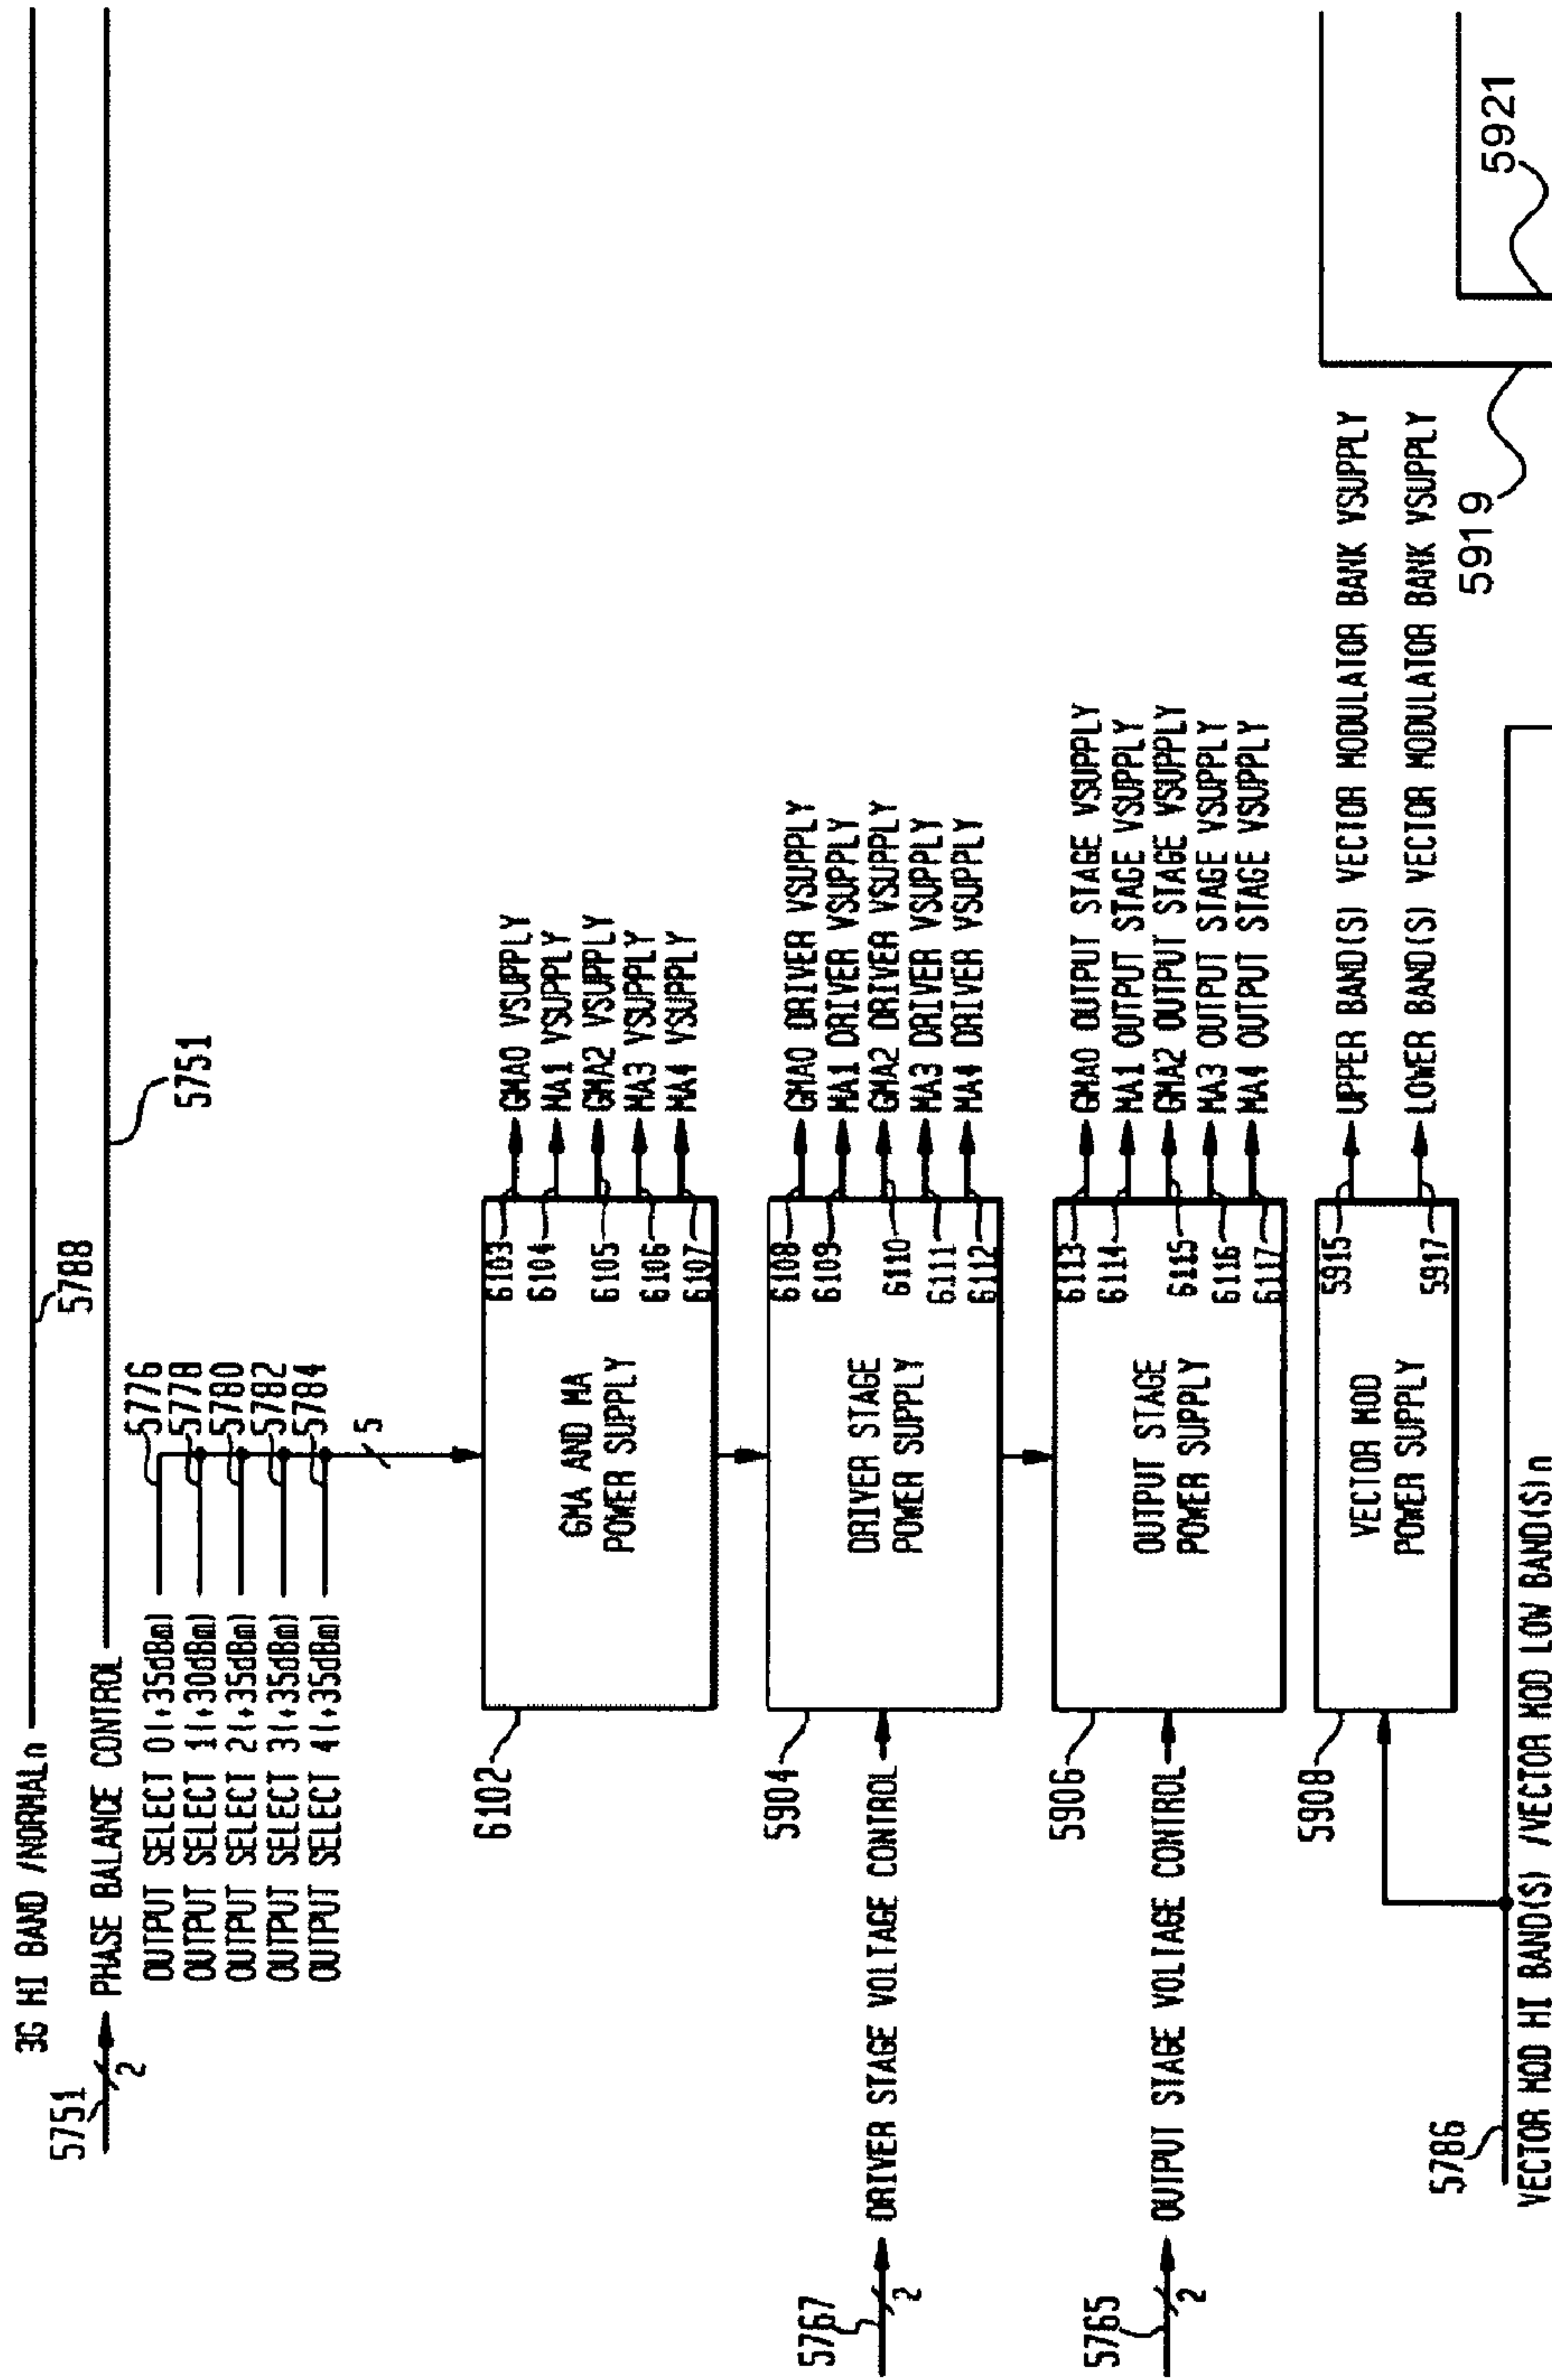 3G HI BAND /NORMALn
5788
5751
2
PHASE BALANCE CONTROL
5751
OUTPUT SELECT 0(+35dBm)
5776
OUTPUT SELECT 1(+30dBm)
5778
OUTPUT SELECT 2(+35dBm)
5780
OUTPUT SELECT 3(+35dBm)
5782
OUTPUT SELECT 4(+35dBm)
5784
5
6102
GMA AND MA
POWER SUPPLY
6103
GMA0 VSUPPLY
6104
MA1 VSUPPLY
6105
GMA2 VSUPPLY
6106
MA3 VSUPPLY
6107
MA4 VSUPPLY
5767
2
DRIVER STAGE VOLTAGE CONTROL
5904
DRIVER STAGE
POWER SUPPLY
6108
GMA0 DRIVER VSUPPLY
6109
MA1 DRIVER VSUPPLY
6110
GMA2 DRIVER VSUPPLY
6111
MA3 DRIVER VSUPPLY
6112
MA4 DRIVER VSUPPLY
5765
2
OUTPUT STAGE VOLTAGE CONTROL
5906
OUTPUT STAGE
POWER SUPPLY
6113
GMA0 OUTPUT STAGE VSUPPLY
6114
MA1 OUTPUT STAGE VSUPPLY
6115
GMA2 OUTPUT STAGE VSUPPLY
6116
MA3 OUTPUT STAGE VSUPPLY
6117
MA4 OUTPUT STAGE VSUPPLY
5908
VECTOR MOD
POWER SUPPLY
5915
UPPER BAND(S) VECTOR MODULATOR BANK VSUPPLY
5917
LOWER BAND(S) VECTOR MODULATOR BANK VSUPPLY
5919
5921
5786
VECTOR MOD HI BAND(S) /VECTOR MOD LOW BAND(S)n